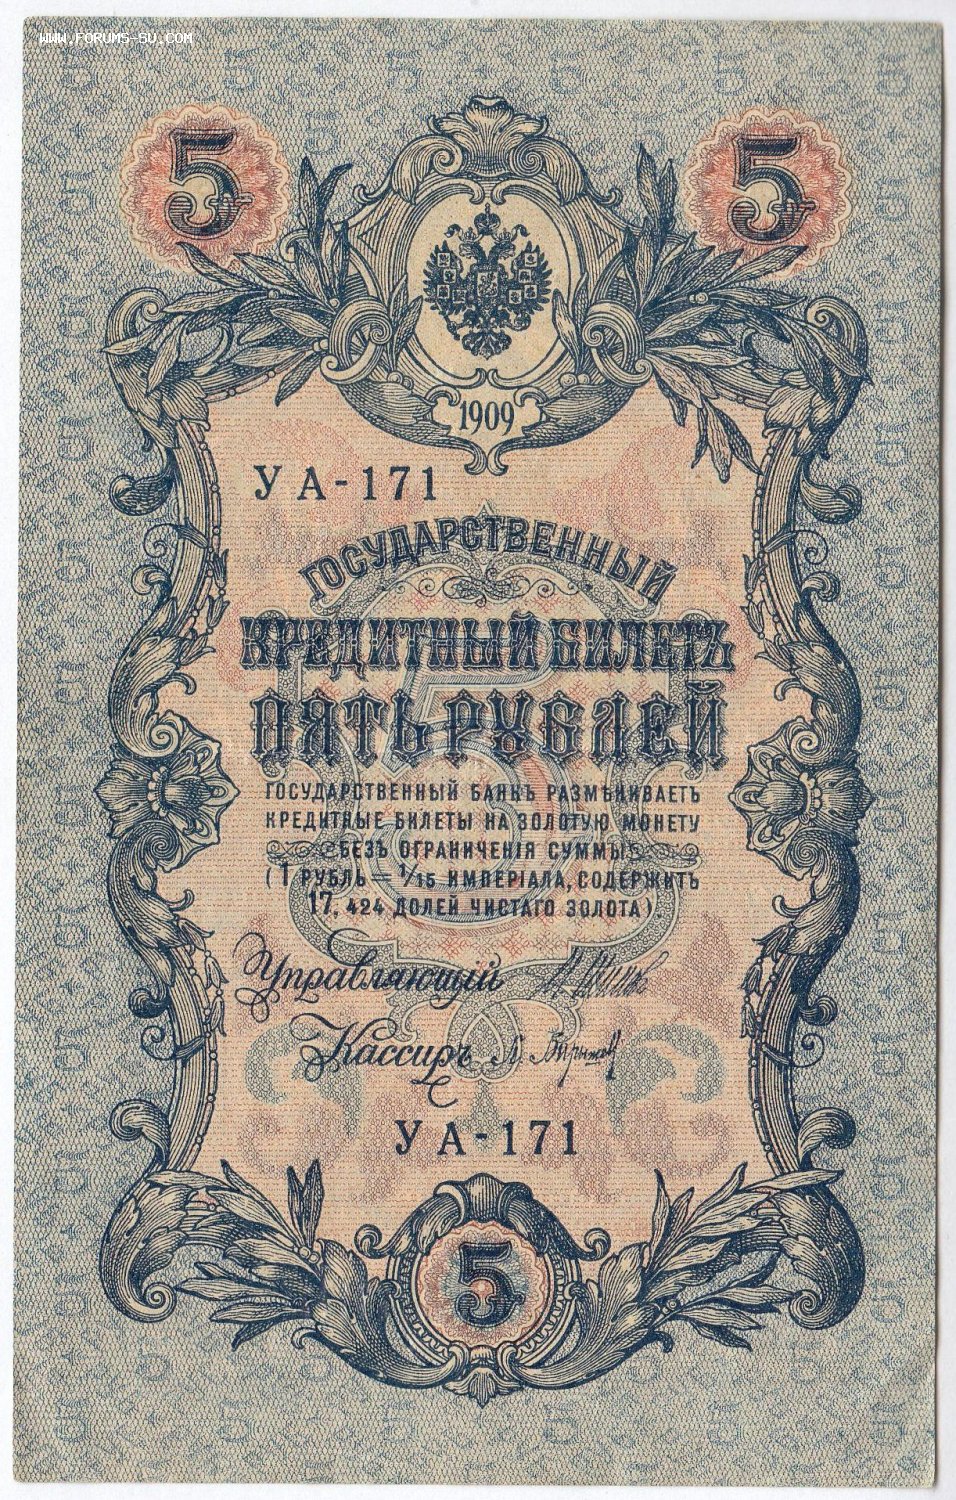 WWW.FORUMS-SU.COM
5 5
1909
УА-171
ГОСУДАРСТВЕННЫЙ
КРЕДИТНЫЙ БИЛЕТЪ
ПЯТЬ РУБЛЕЙ
5
ГОСУДАРСТВЕННЫЙ БАНКЪ РАЗМѢНИВАЕТЪ
КРЕДИТНЫЕ БИЛЕТЫ НА ЗОЛОТУЮ МОНЕТУ
БЕЗЪ ОГРАНИЧЕНІЯ СУММЫ
(1 РУБЛЬ = 1/15 ИМПЕРІАЛА, СОДЕРЖИТЪ
17,424 ДОЛЕЙ ЧИСТАГО ЗОЛОТА).
Управляющій
Кассиръ
УА-171
5